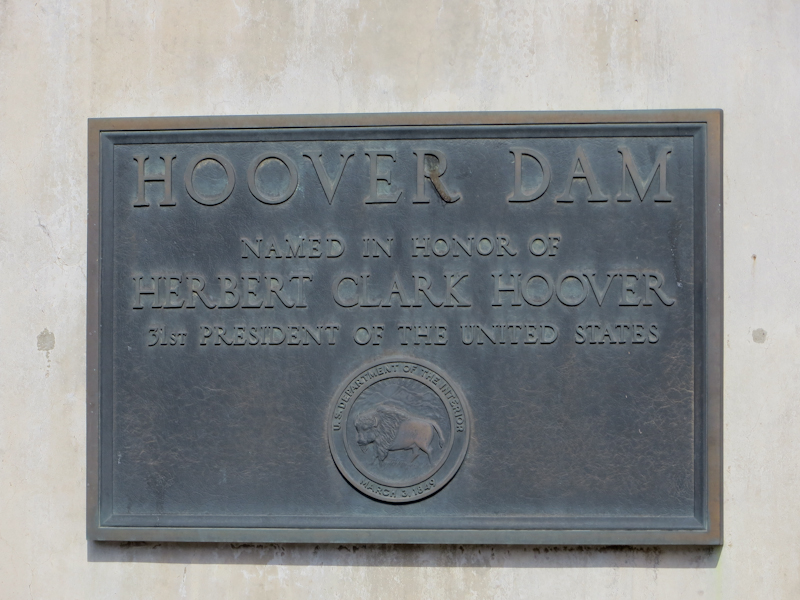 HOOVER DAM
NAMED IN HONOR OF
HERBERT CLARK HOOVER
31ST PRESIDENT OF THE UNITED STATES
U.S. DEPARTMENT OF THE INTERIOR
MARCH 3, 1849